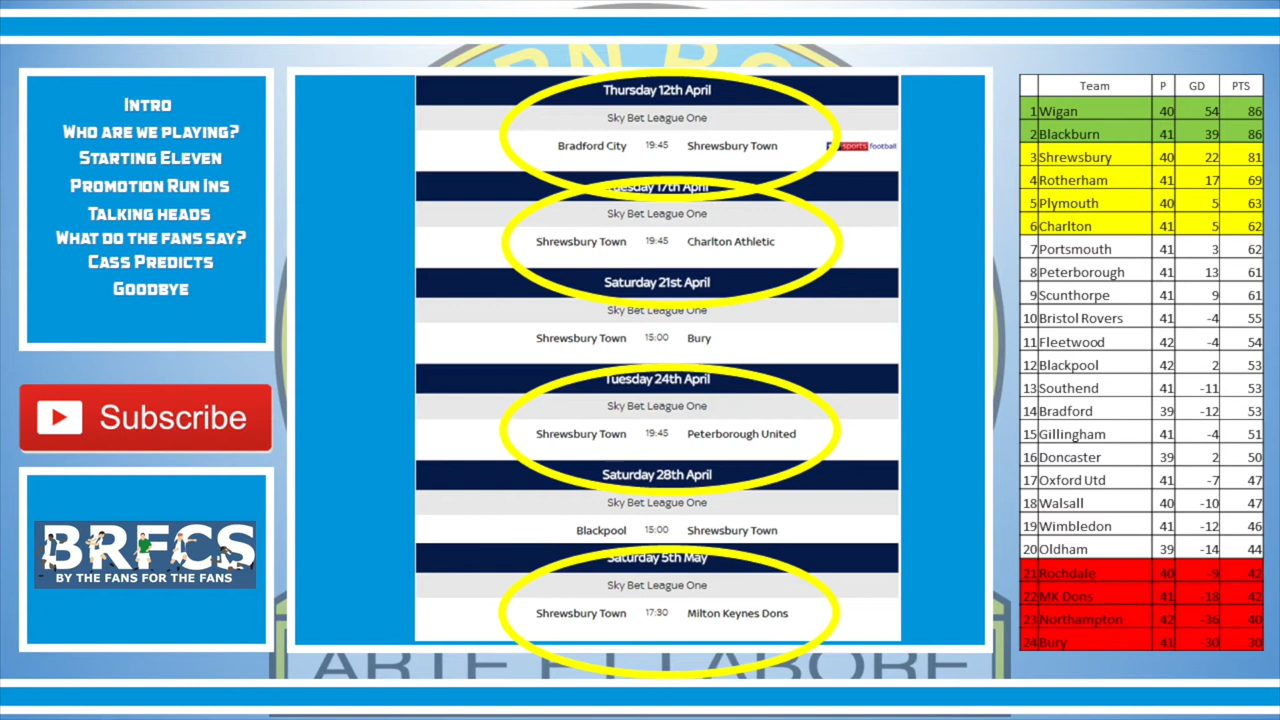 RN RO
INTRO
WHO ARE WE PLAYING?
STARTING ELEVEN
PROMOTION RUN INS
TALKING HEADS
WHAT DO THE FANS SAY?
CASS PREDICTS
GOODBYE
Subscribe
BRFCS
BY THE FANS FOR THE FANS
Thursday 12th April
Sky Bet League One
Bradford City 19:45 Shrewsbury Town sports football
Tuesday 17th April
Sky Bet League One
Shrewsbury Town 19:45 Charlton Athletic
Saturday 21st April
Sky Bet League One
Shrewsbury Town 15:00 Bury
Tuesday 24th April
Sky Bet League One
Shrewsbury Town 19:45 Peterborough United
Saturday 28th April
Sky Bet League One
Blackpool 15:00 Shrewsbury Town
Saturday 5th May
Sky Bet League One
Shrewsbury Town 17:30 Milton Keynes Dons
ARTE ET LABORE
Team P GD PTS
1 Wigan 40 54 86
2 Blackburn 41 39 86
3 Shrewsbury 40 22 81
4 Rotherham 41 17 69
5 Plymouth 40 5 63
6 Charlton 41 5 62
7 Portsmouth 41 3 62
8 Peterborough 41 13 61
9 Scunthorpe 41 9 61
10 Bristol Rovers 41 -4 55
11 Fleetwood 42 -4 54
12 Blackpool 42 2 53
13 Southend 41 -11 53
14 Bradford 39 -12 53
15 Gillingham 41 -4 51
16 Doncaster 39 2 50
17 Oxford Utd 41 -7 47
18 Walsall 40 -10 47
19 Wimbledon 41 -12 46
20 Oldham 39 -14 44
21 Rochdale 40 -9 42
22 MK Dons 41 -18 42
23 Northampton 42 -36 40
24 Bury 41 -30 30